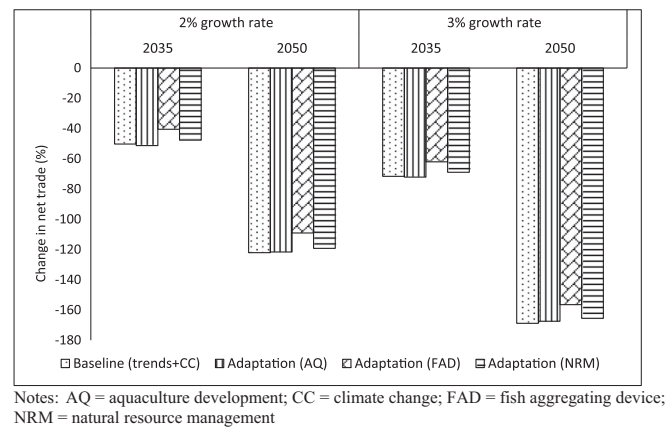 2% growth rate 3% growth rate
2035 2050 2035 2050
0
-20
-40
-60
-80
-100
-120
-140
-160
-180
Change in net trade (%)
Baseline (trends+CC) Adaptation (AQ) Adaptation (FAD) Adaptation (NRM)
Notes: AQ = aquaculture development; CC = climate change; FAD = fish aggregating device;
NRM = natural resource management